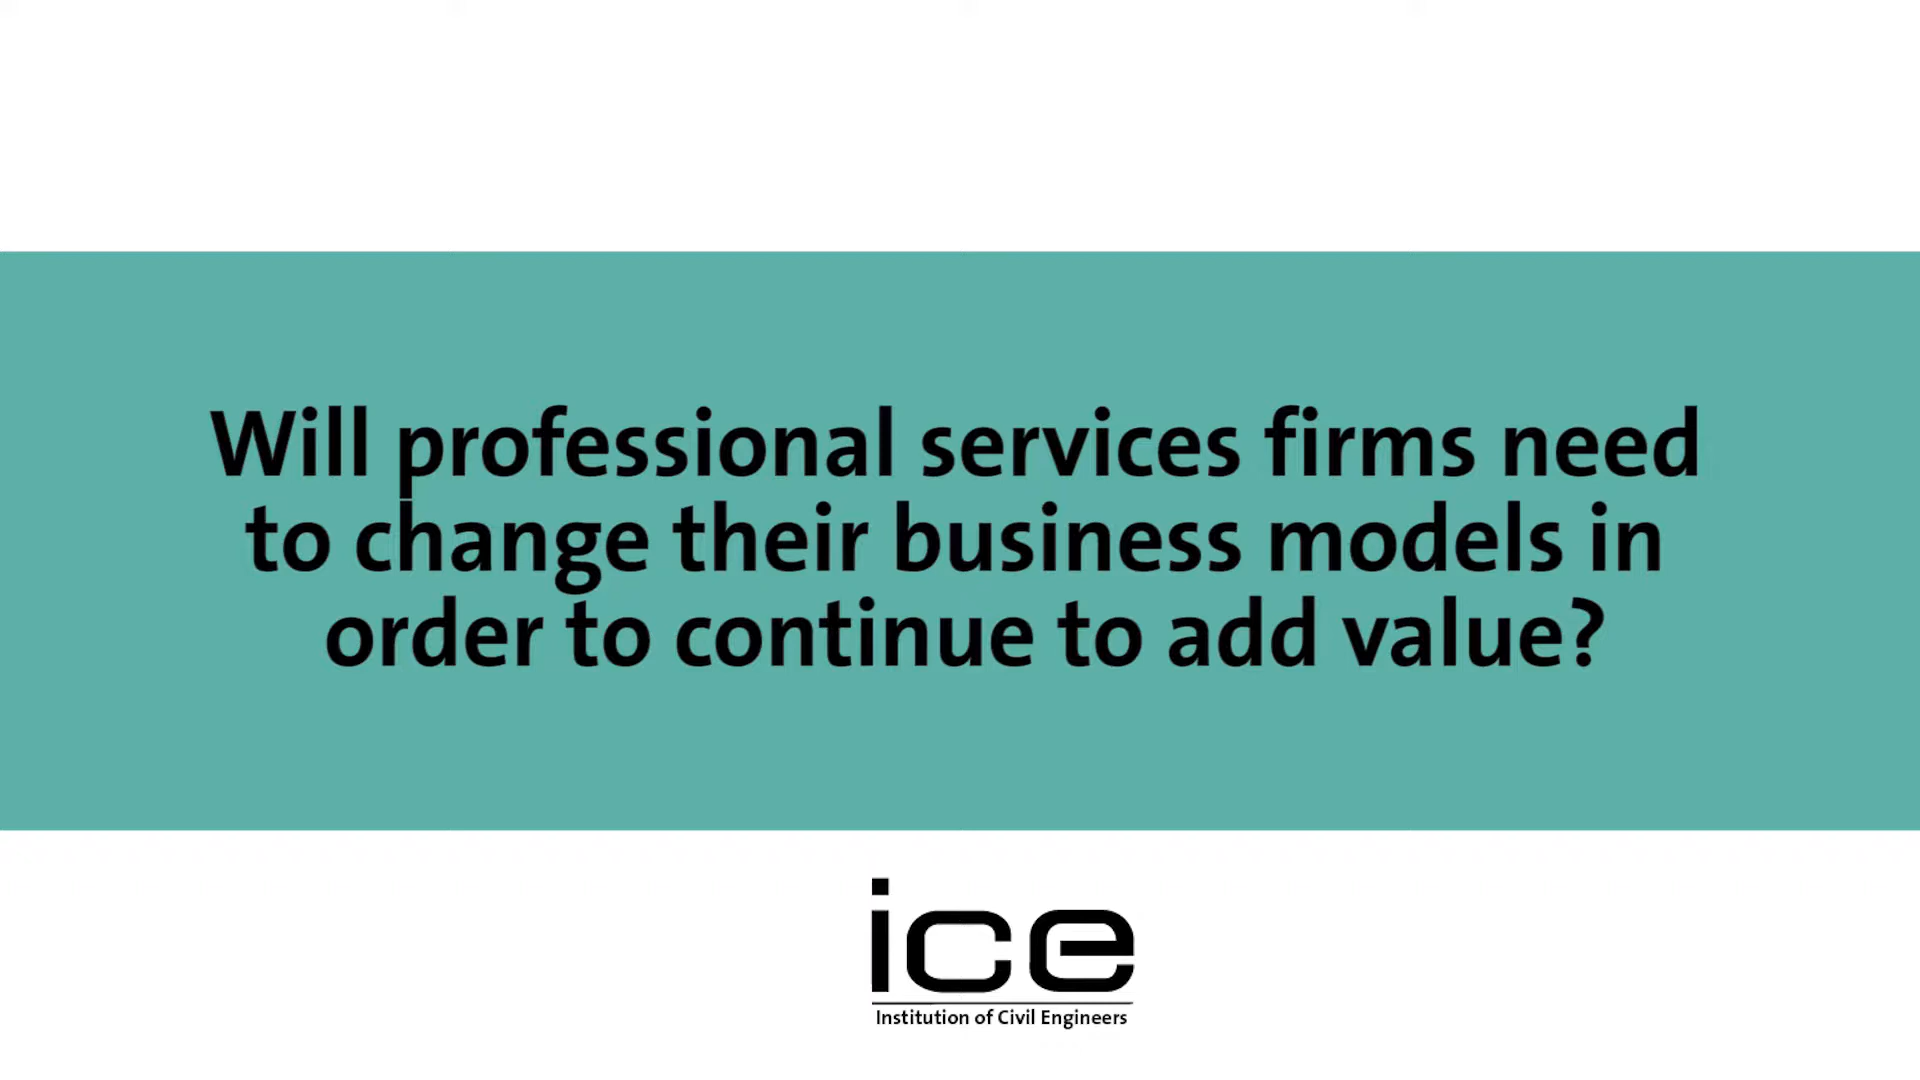 Will professional services firms need
to change their business models in
order to continue to add value?
ice
Institution of Civil Engineers